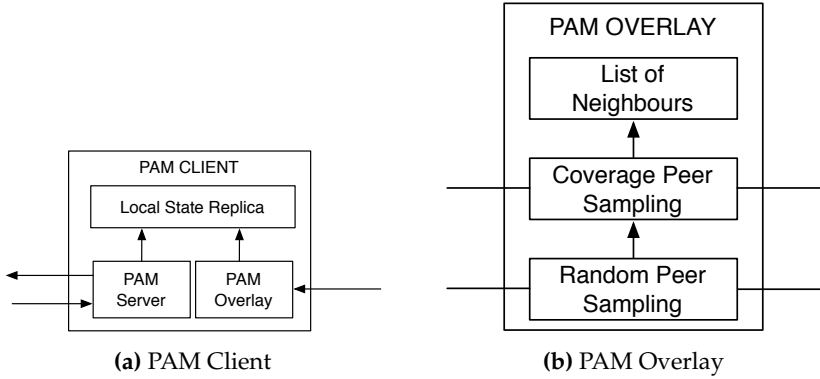 PAM CLIENT
Local State Replica
PAM
Server
PAM
Overlay
(a) PAM Client
PAM OVERLAY
List of
Neighbours
Coverage Peer
Sampling
Random Peer
Sampling
(b) PAM Overlay